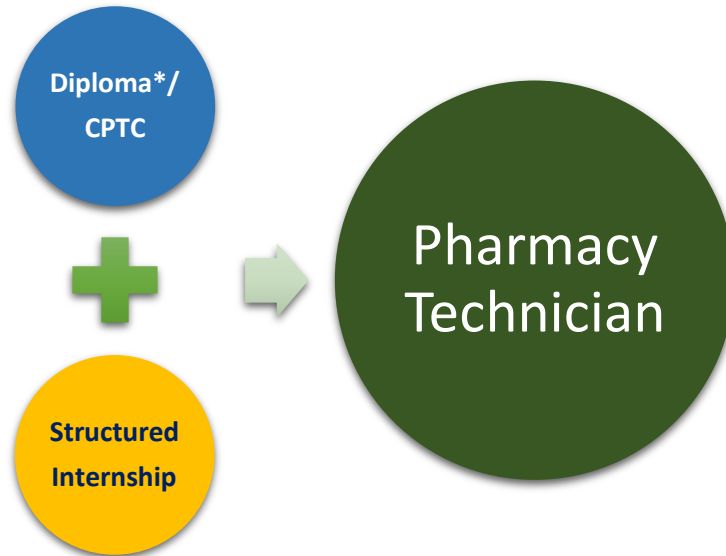 Diploma*/
CPTC
Structured
Internship
Pharmacy
Technician